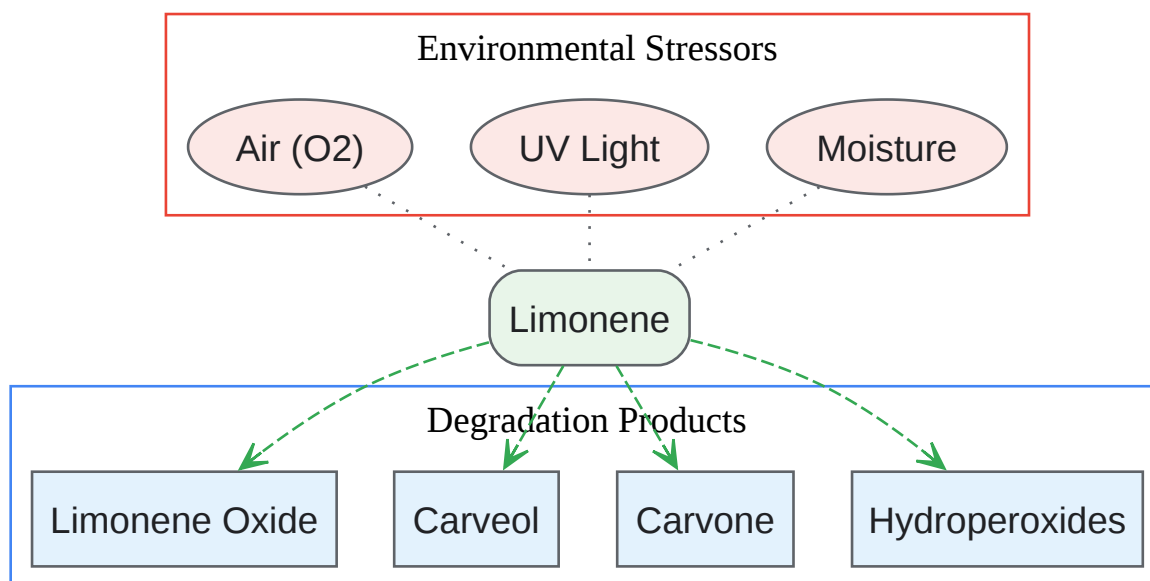 Environmental Stressors
Air (O2)
UV Light
Moisture
Limonene
Degradation Products
Limonene Oxide
Carveol
Carvone
Hydroperoxides